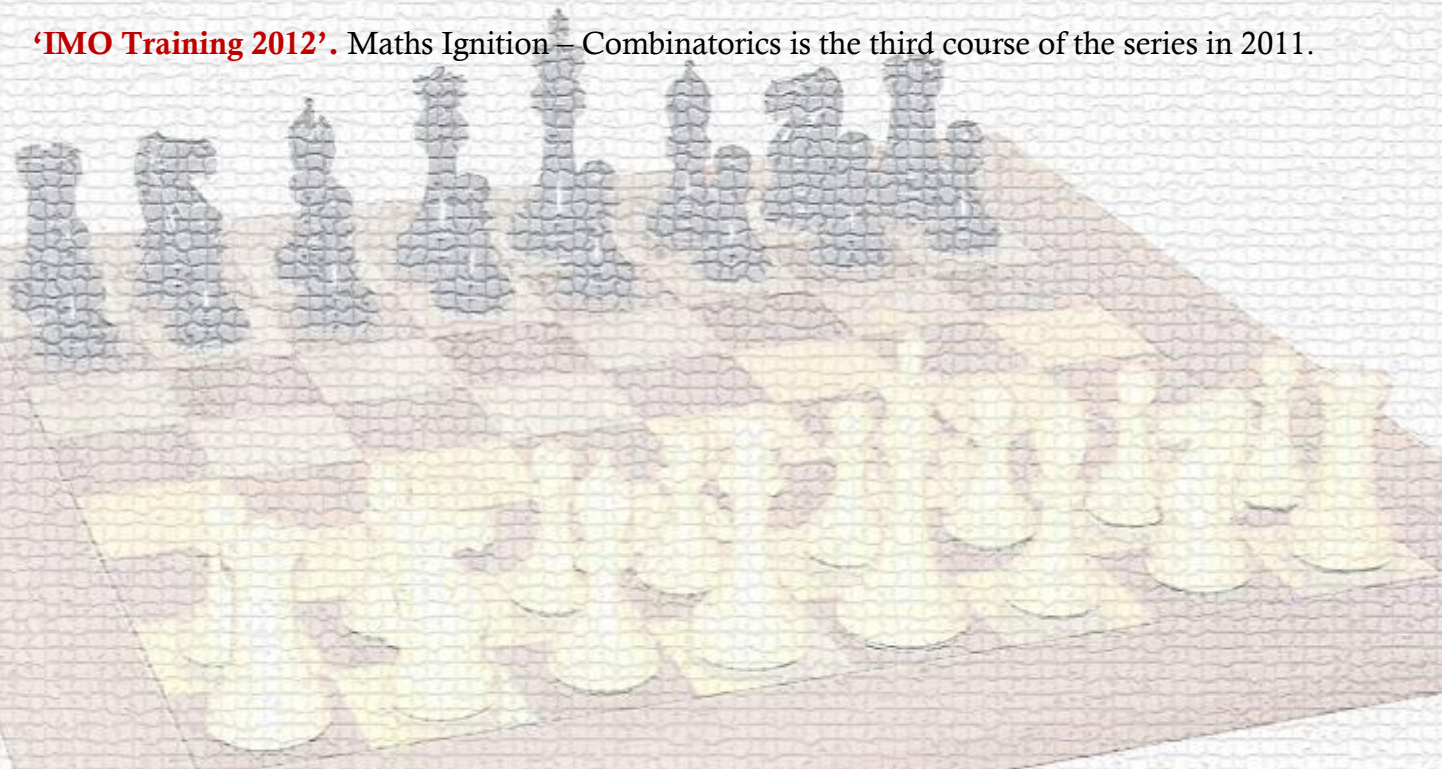 ‘IMO Training 2012’. Maths Ignition – Combinatorics is the third course of the series in 2011.